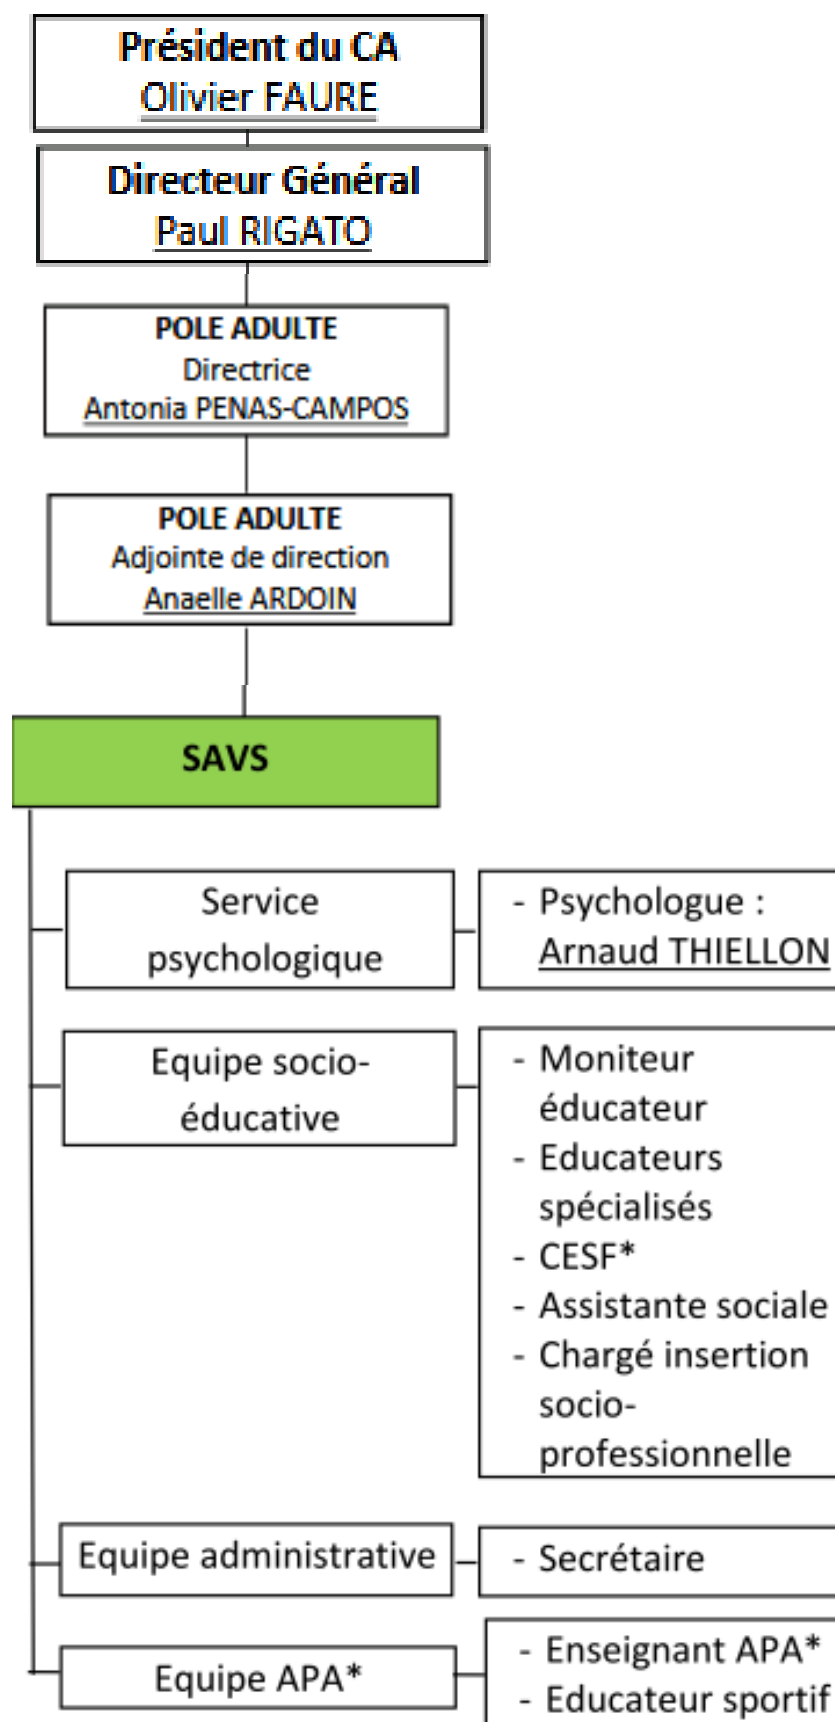 Président du CA
Olivier FAURE
Directeur Général
Paul RIGATO
POLE ADULTE
Directrice
Antonia PENAS-CAMPOS
POLE ADULTE
Adjointe de direction
Anaelle ARDOIN
SAVS
Service
psychologique
- Psychologue :
Arnaud THIELLON
Equipe socio-
éducative
- Moniteur
éducateur
- Educateurs
spécialisés
- CESF*
- Assistante sociale
- Chargé insertion
socio-
professionnelle
Equipe administrative
- Secrétaire
Equipe APA*
- Enseignant APA*
- Educateur sportif